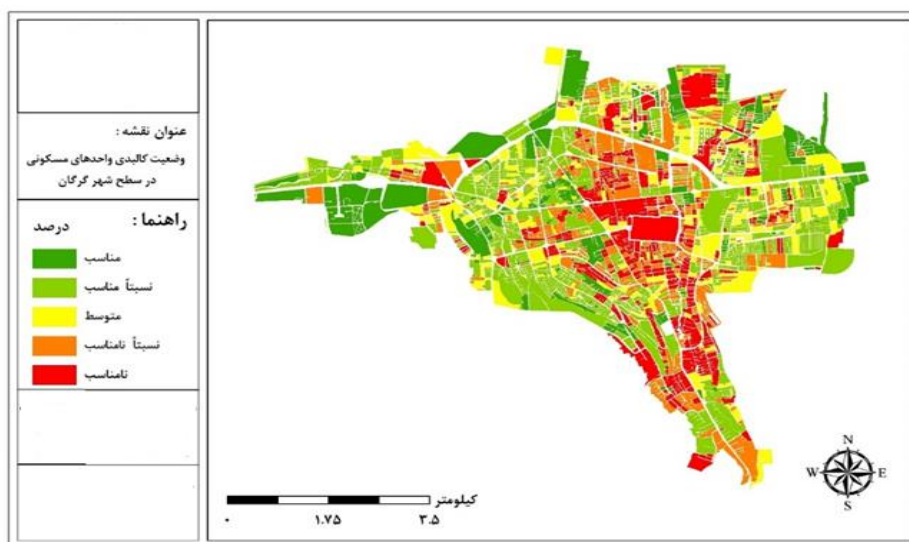 عنوان نقشه :
وضعیت کالبدی واحدهای مسکونی
در سطح شهر گرگان
راهنما :
درصد
مناسب
نسبتاً مناسب
متوسط
نسبتاً نامناسب
نامناسب
کیلومتر
۰ ۱.۷۵ ۳.۵
N
W E
S